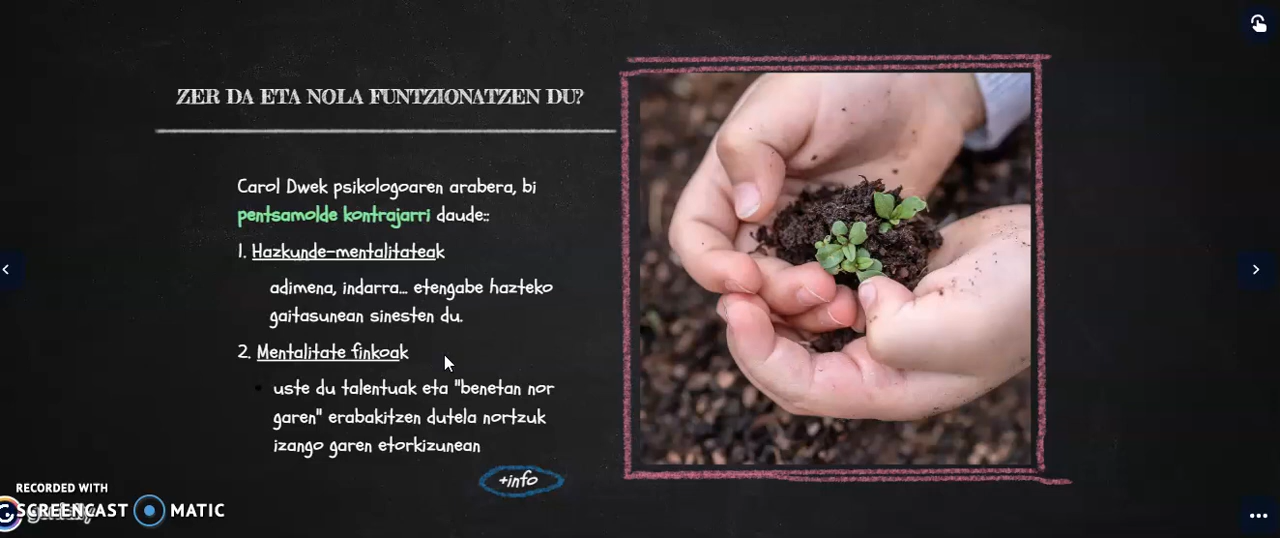 ZER DA ETA NOLA FUNTZIONATZEN DU?
Carol Dwek psikologoaren arabera, bi
pentsamolde kontrajarri daude::
1. Hazkunde-mentalitateak
adimena, indarra... etengabe hazteko
gaitasunean sinesten du.
2. Mentalitate finkoak
uste du talentuak eta "benetan nor
garen" erabakitzen dutela nortzuk
izango garen etorkizunean
+info
RECORDED WITH
SCREENCAST MATIC